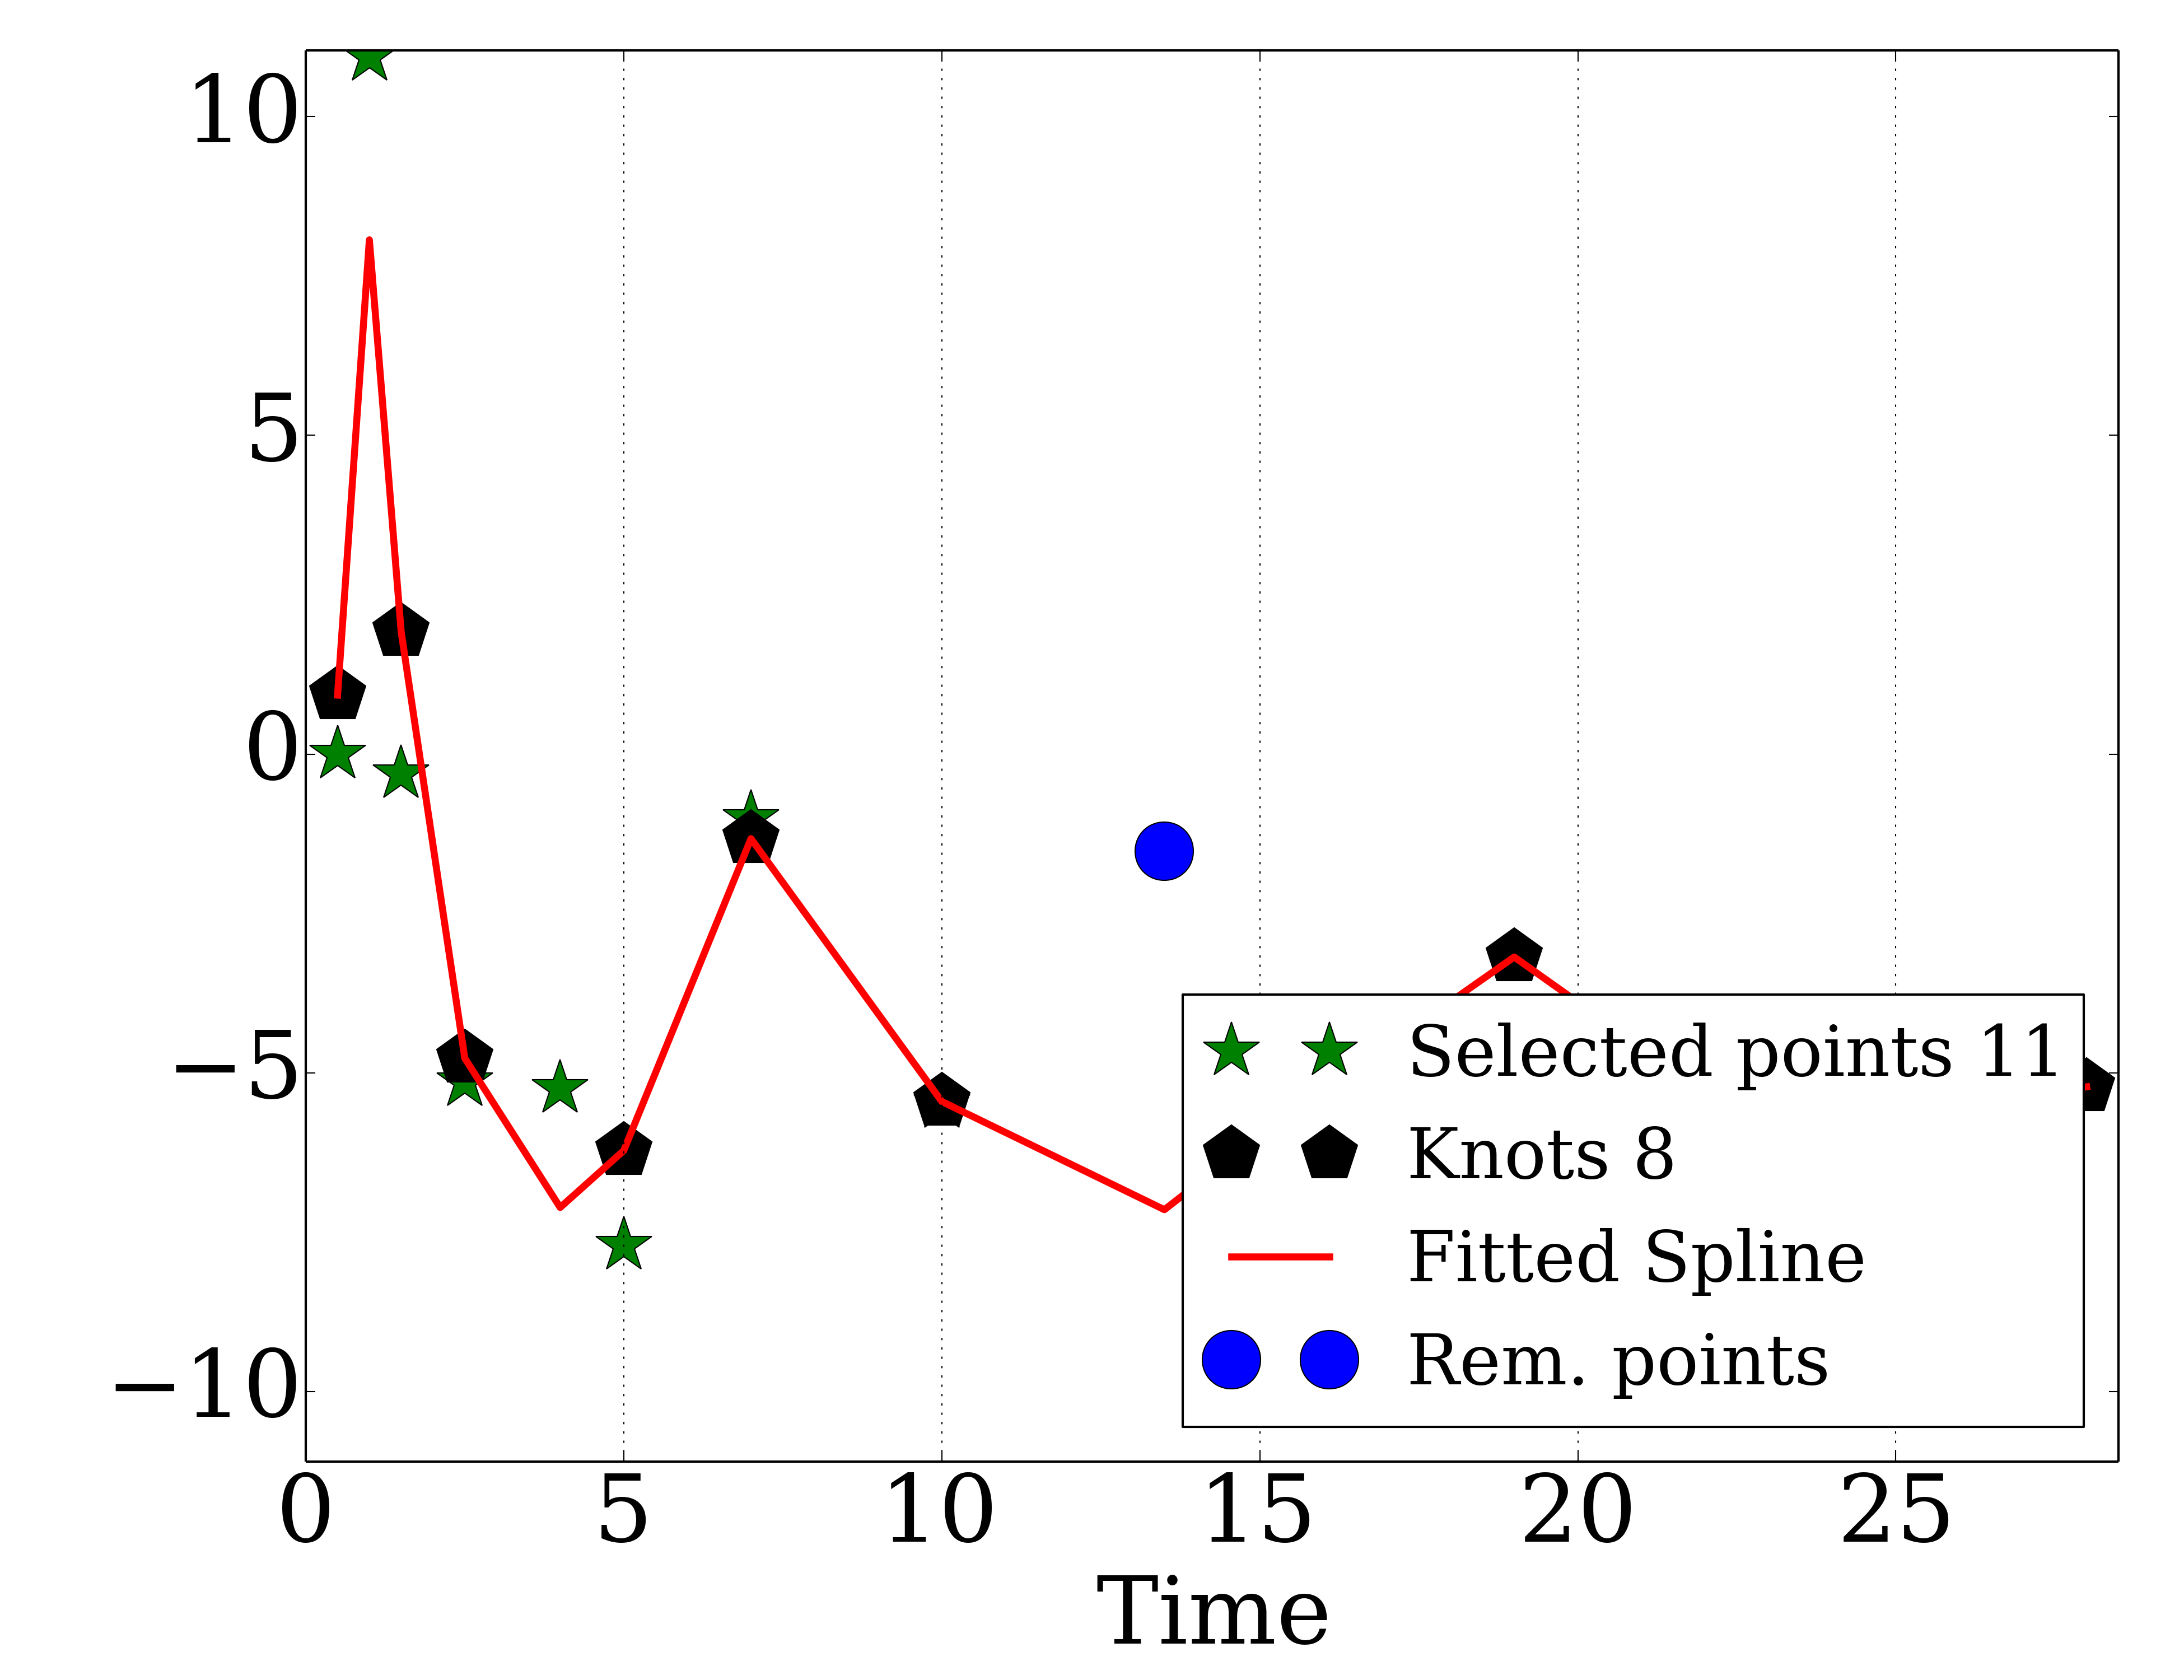 10
5
0
−5
−10
0 5 10 15 20 25
Time
Selected points 11
Knots 8
Fitted Spline
Rem. points